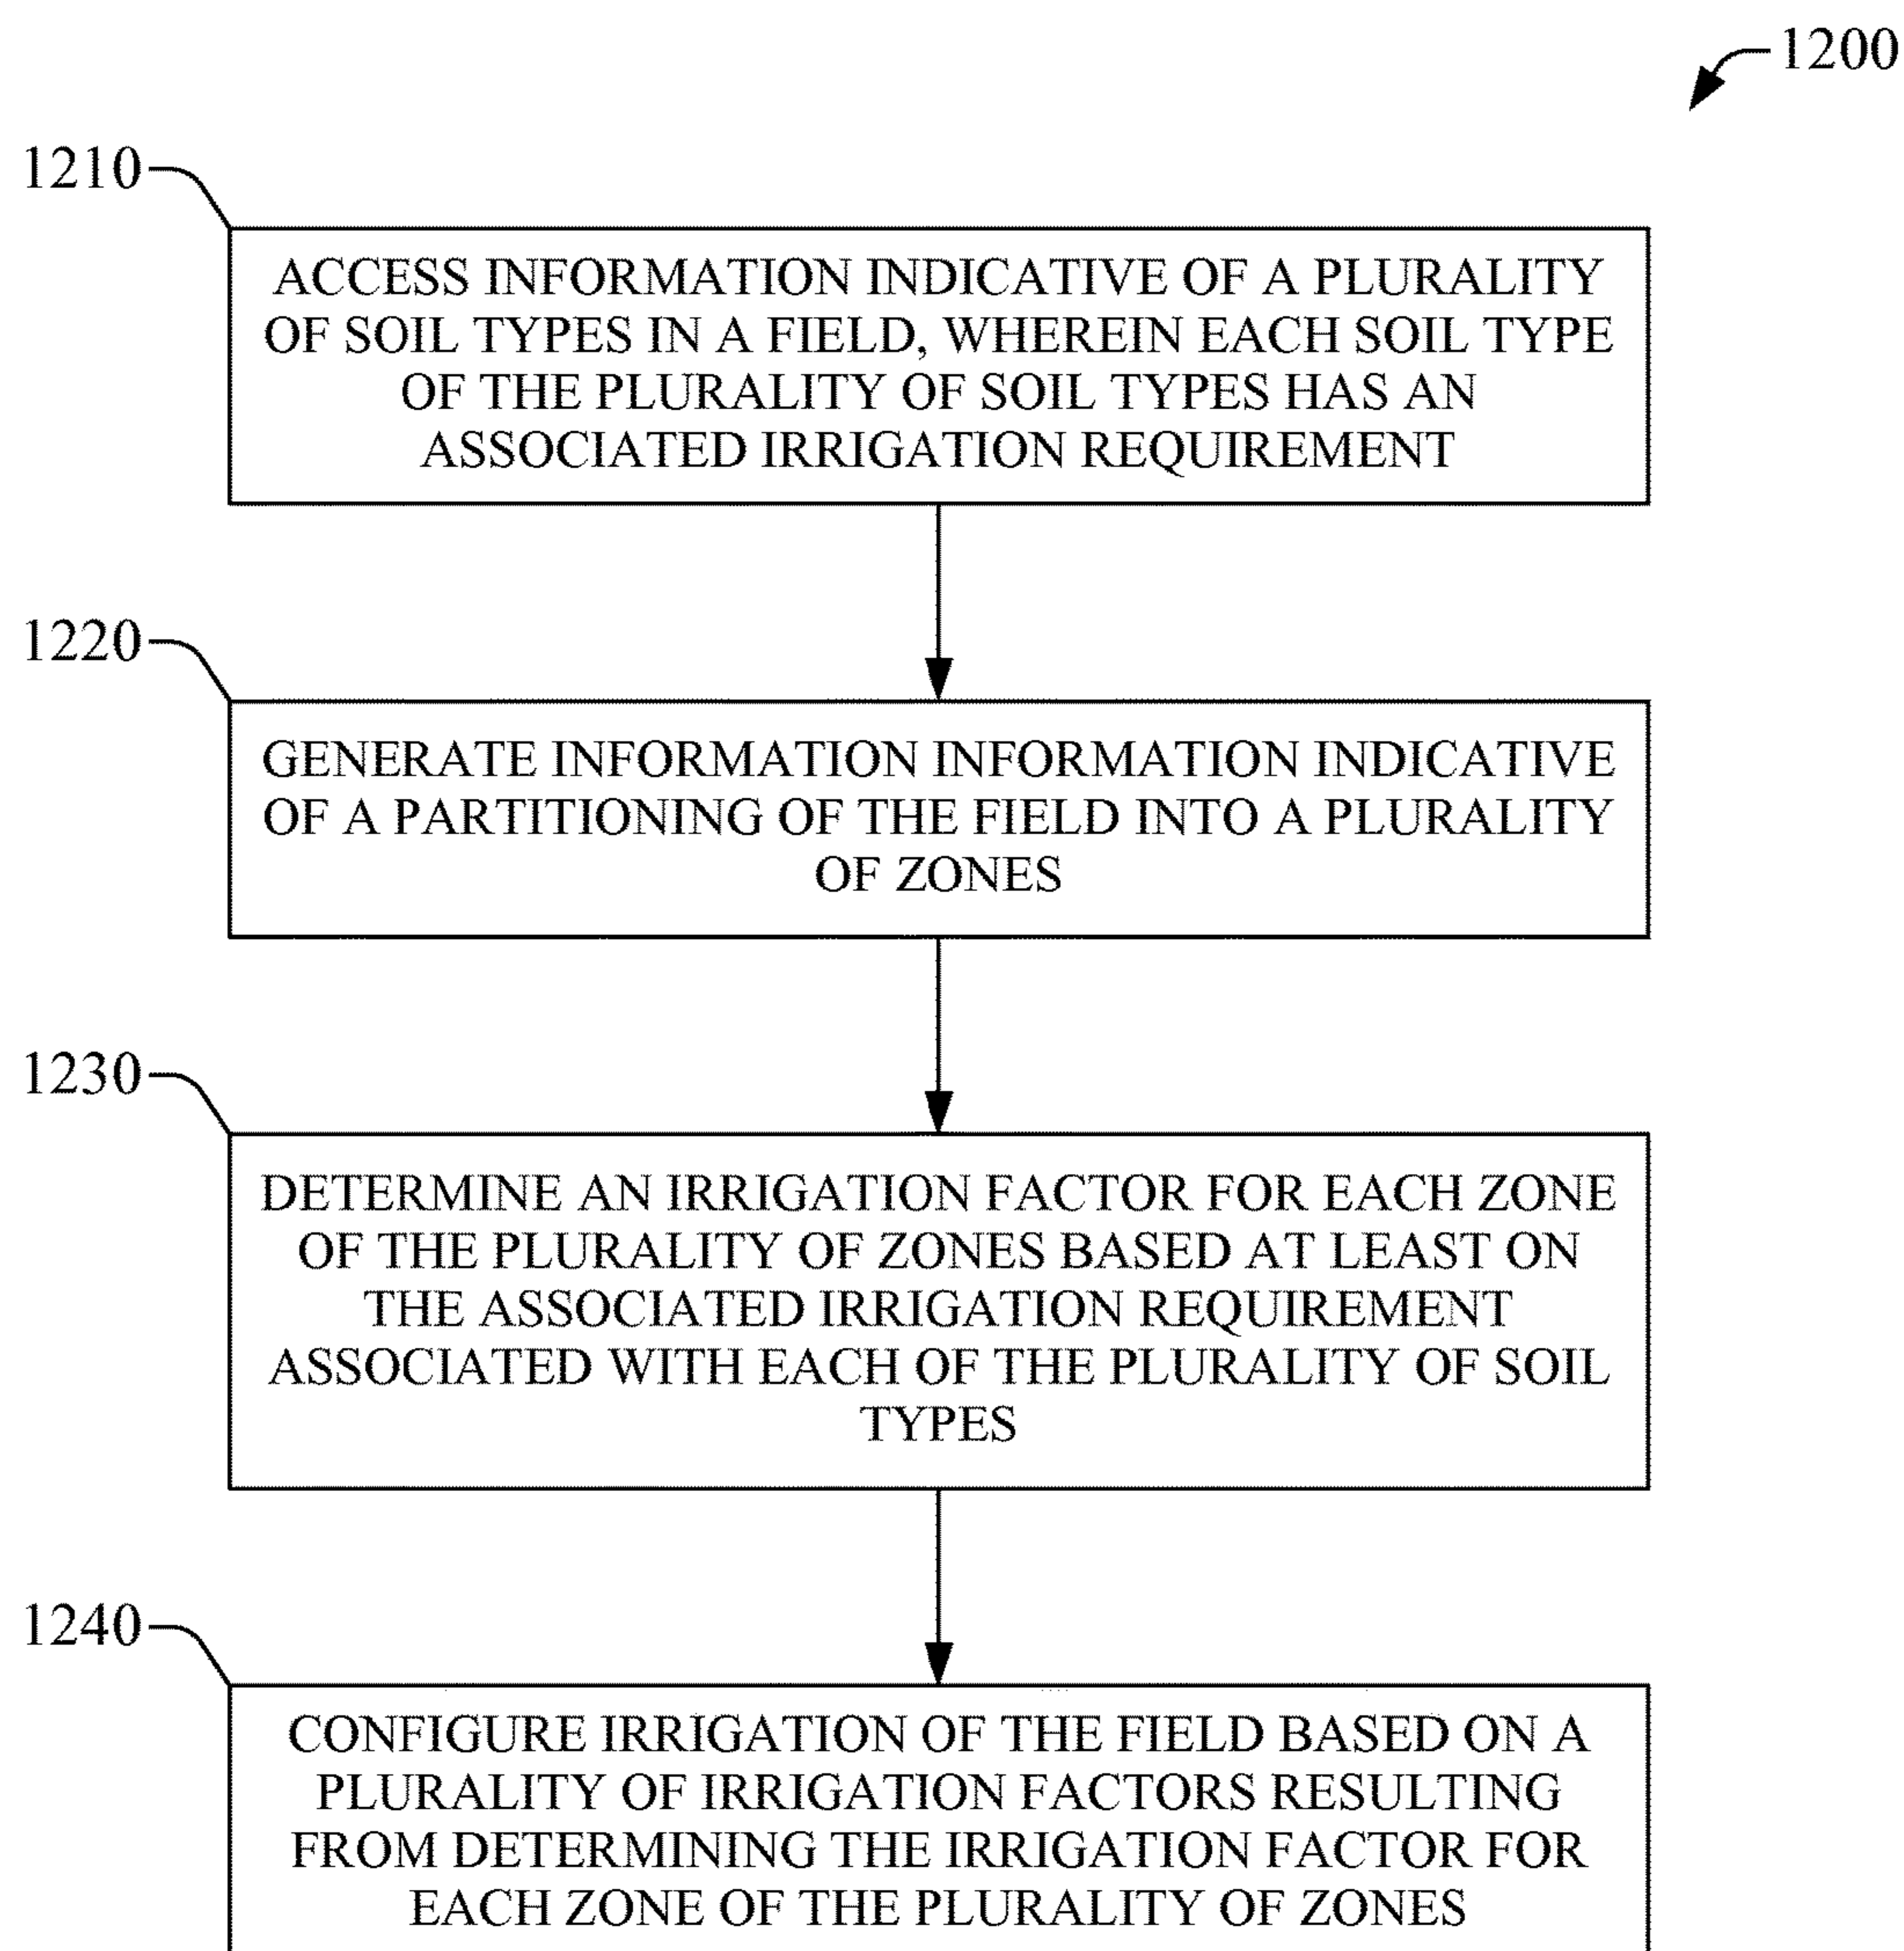 1200
1210
ACCESS INFORMATION INDICATIVE OF A PLURALITY
OF SOIL TYPES IN A FIELD, WHEREIN EACH SOIL TYPE
OF THE PLURALITY OF SOIL TYPES HAS AN
ASSOCIATED IRRIGATION REQUIREMENT
1220
GENERATE INFORMATION INFORMATION INDICATIVE
OF A PARTITIONING OF THE FIELD INTO A PLURALITY
OF ZONES
1230
DETERMINE AN IRRIGATION FACTOR FOR EACH ZONE
OF THE PLURALITY OF ZONES BASED AT LEAST ON
THE ASSOCIATED IRRIGATION REQUIREMENT
ASSOCIATED WITH EACH OF THE PLURALITY OF SOIL
TYPES
1240
CONFIGURE IRRIGATION OF THE FIELD BASED ON A
PLURALITY OF IRRIGATION FACTORS RESULTING
FROM DETERMINING THE IRRIGATION FACTOR FOR
EACH ZONE OF THE PLURALITY OF ZONES